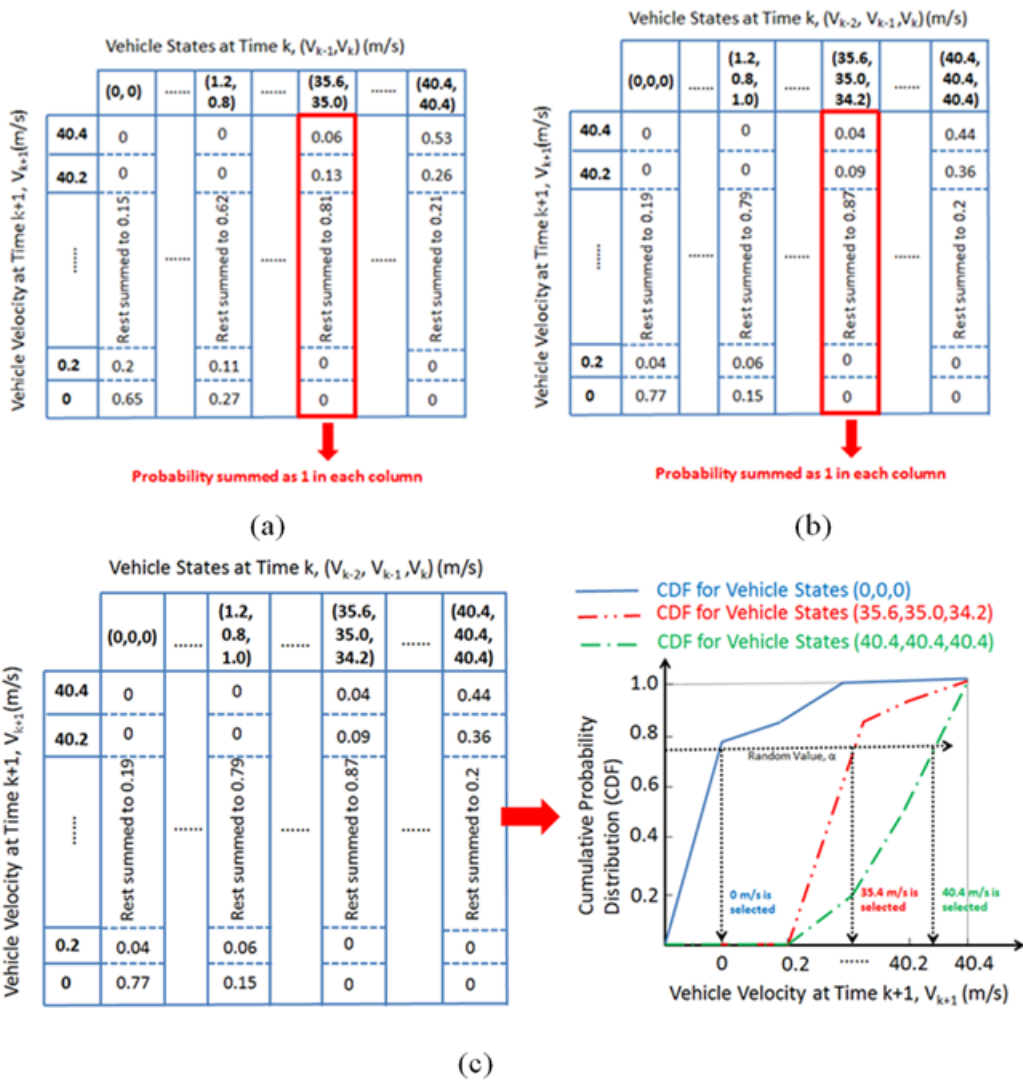 Vehicle States at Time k, (Vk-1,Vk) (m/s)
(0, 0) ...... (1.2, 0.8) ...... (35.6, 35.0) ...... (40.4, 40.4)
Vehicle Velocity at Time k+1, Vk+1(m/s)
40.4 0 0 0.06 0.53
40.2 0 0 0.13 0.26
...... Rest summed to 0.15 ...... Rest summed to 0.62 ...... Rest summed to 0.81 ...... Rest summed to 0.21
0.2 0.2 0.11 0 0
0 0.65 0.27 0 0
Probability summed as 1 in each column
(a)
Vehicle States at Time k, (Vk-2, Vk-1,Vk) (m/s)
(0,0,0) ...... (1.2, 0.8, 1.0) ...... (35.6, 35.0, 34.2) ...... (40.4, 40.4, 40.4)
Vehicle Velocity at Time k+1, Vk+1(m/s)
40.4 0 0 0.04 0.44
40.2 0 0 0.09 0.36
...... Rest summed to 0.19 ...... Rest summed to 0.79 ...... Rest summed to 0.87 ...... Rest summed to 0.2
0.2 0.04 0.06 0 0
0 0.77 0.15 0 0
Probability summed as 1 in each column
(b)
Vehicle States at Time k, (Vk-2, Vk-1,Vk) (m/s)
(0,0,0) ...... (1.2, 0.8, 1.0) ...... (35.6, 35.0, 34.2) ...... (40.4, 40.4, 40.4)
Vehicle Velocity at Time k+1, Vk+1(m/s)
40.4 0 0 0.04 0.44
40.2 0 0 0.09 0.36
...... Rest summed to 0.19 ...... Rest summed to 0.79 ...... Rest summed to 0.87 ...... Rest summed to 0.2
0.2 0.04 0.06 0 0
0 0.77 0.15 0 0
CDF for Vehicle States (0,0,0)
CDF for Vehicle States (35.6,35.0,34.2)
CDF for Vehicle States (40.4,40.4,40.4)
Cumulative Probability
Distribution (CDF)
1.0
0.8
0.6
0.4
0.2
Random Value, α
0 m/s is
selected
35.4 m/s is
selected
40.4 m/s is
selected
0 0.2 ...... 40.2 40.4
Vehicle Velocity at Time k+1, Vk+1 (m/s)
(c)